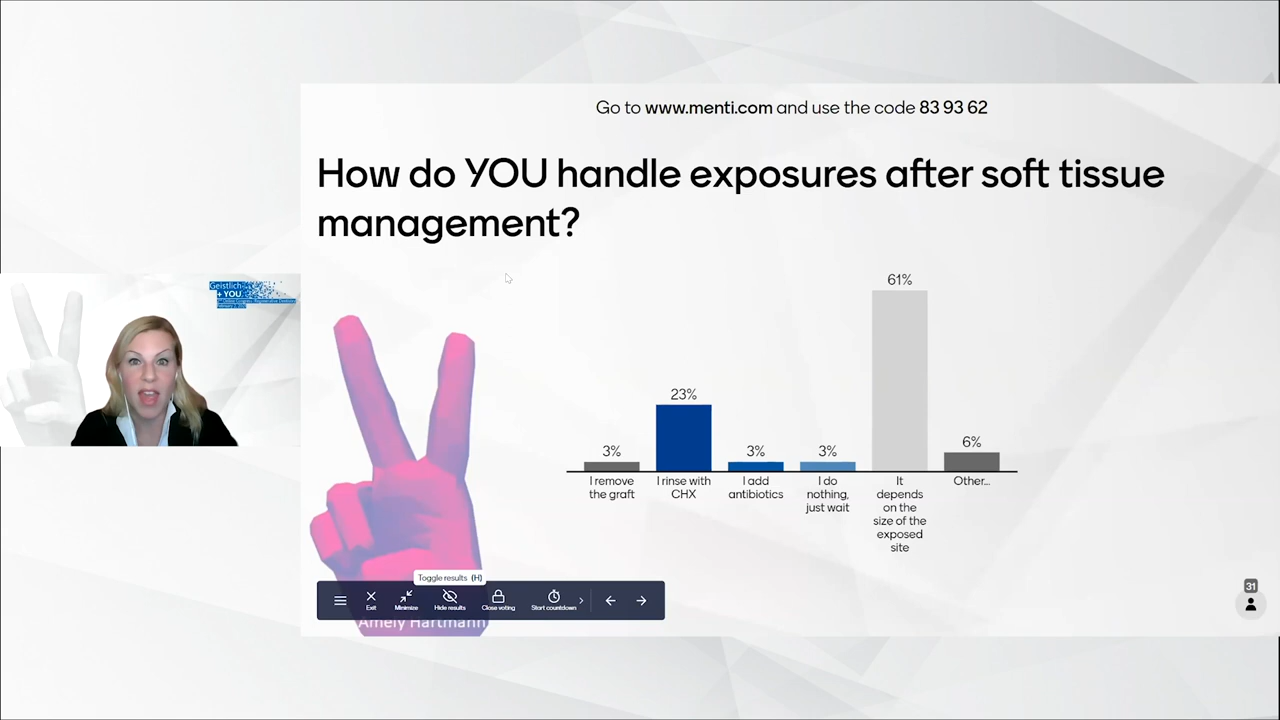 Go to www.menti.com and use the code 83 93 62
How do YOU handle exposures after soft tissue
management?
Geistlich
+ YOU
61%
23%
3%
3%
3%
6%
I remove
the graft
I rinse with
CHX
I add
antibiotics
I do
nothing,
just wait
It
depends
on the
size of the
exposed
site
Other...
Toggle results (H)
Exit
Minimize
Hide results
Close voting
Start countdown
31
Amely Hartmann